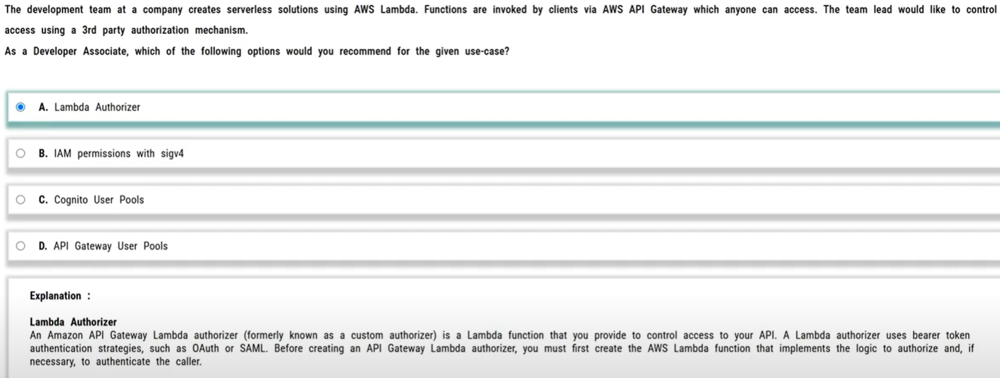 The development team at a company creates serverless solutions using AWS Lambda. Functions are invoked by clients via AWS API Gateway which anyone can access. The team lead would like to control
access using a 3rd party authorization mechanism.
As a Developer Associate, which of the following options would you recommend for the given use-case?
A. Lambda Authorizer
B. IAM permissions with sigv4
C. Cognito User Pools
D. API Gateway User Pools
Explanation :
Lambda Authorizer
An Amazon API Gateway Lambda authorizer (formerly known as a custom authorizer) is a Lambda function that you provide to control access to your API. A Lambda authorizer uses bearer token
authentication strategies, such as OAuth or SAML. Before creating an API Gateway Lambda authorizer, you must first create the AWS Lambda function that implements the logic to authorize and, if
necessary, to authenticate the caller.